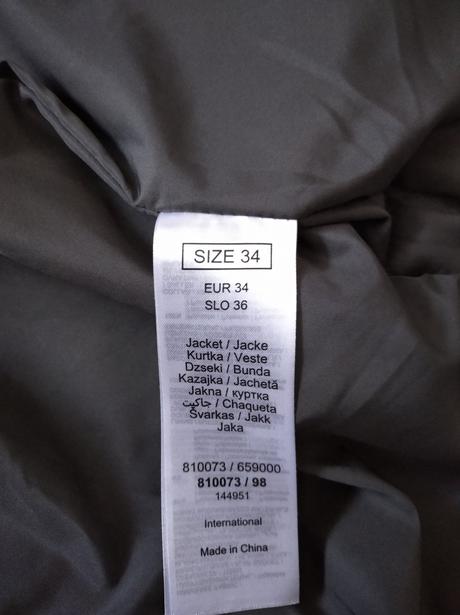 SIZE 34
EUR 34
SLO 36
Jacket / Jacke
Kurtka / Veste
Dzseki / Bunda
Kazajka / Jachetă
Jakna / куртка
جاكيت / Chaqueta
Švarkas / Jakk
Jaka
810073 / 659000
810073 / 98
144951
International
Made in China